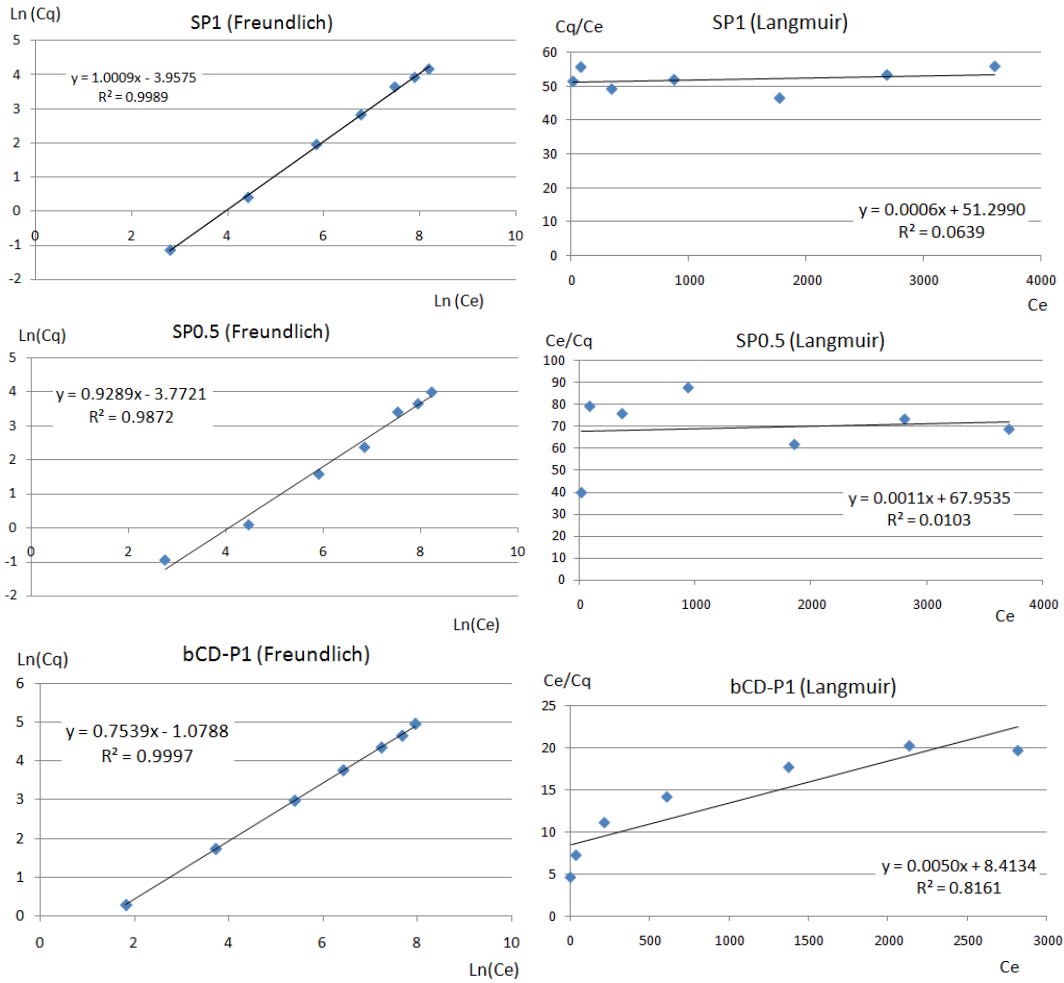 Ln (Cq)
SP1 (Freundlich)
5
4
3
2
1
0
-1
-2
y = 1.0009x - 3.9575
R² = 0.9989
0 2 4 6 8 10
Ln (Ce)
Cq/Ce
SP1 (Langmuir)
60
50
40
30
20
10
0
y = 0.0006x + 51.2990
R² = 0.0639
0 1000 2000 3000 4000
Ce
Ln(Cq)
SP0.5 (Freundlich)
5
4
3
2
1
0
-1
-2
y = 0.9289x - 3.7721
R² = 0.9872
0 2 4 6 8 10
Ln(Ce)
Ce/Cq
SP0.5 (Langmuir)
100
90
80
70
60
50
40
30
20
10
0
y = 0.0011x + 67.9535
R² = 0.0103
0 1000 2000 3000 4000
Ce
Ln(Cq)
bCD-P1 (Freundlich)
6
5
4
3
2
1
0
y = 0.7539x - 1.0788
R² = 0.9997
0 2 4 6 8 10
Ln(Ce)
Ce/Cq
bCD-P1 (Langmuir)
25
20
15
10
5
0
y = 0.0050x + 8.4134
R² = 0.8161
0 500 1000 1500 2000 2500 3000
Ce